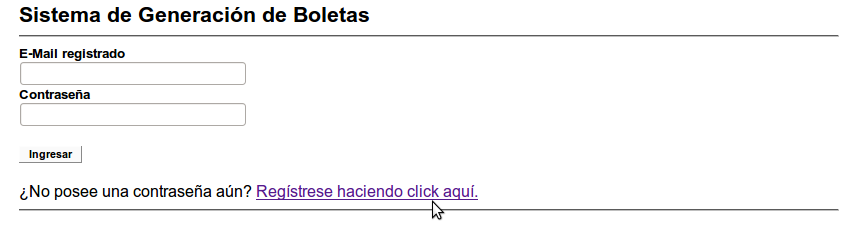 Sistema de Generación de Boletas
E-Mail registrado
Contraseña
Ingresar
¿No posee una contraseña aún? Regístrese haciendo click aquí.